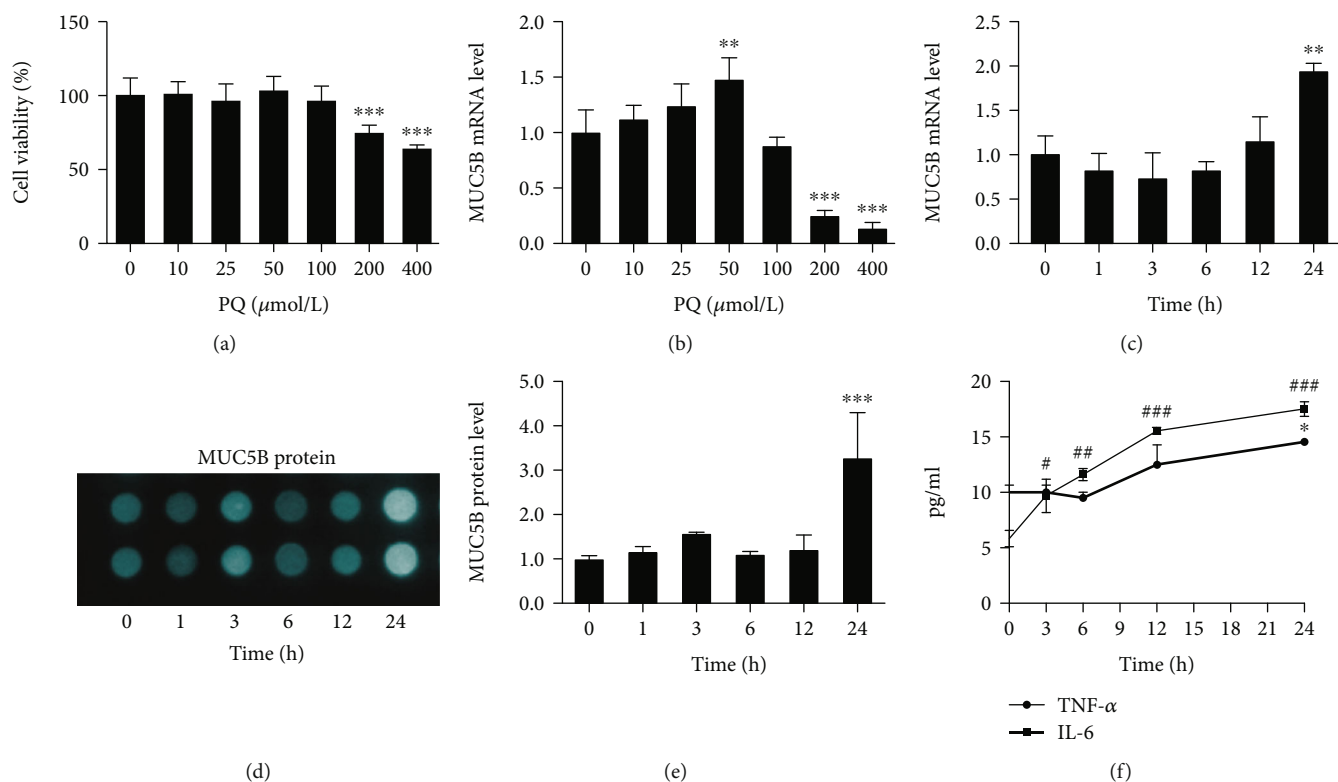 150
100
50
0
Cell viability (%)
***
***
0 10 25 50 100 200 400
PQ (μmol/L)
(a)
2.0
1.5
1.0
0.5
0.0
MUC5B mRNA level
**
***
***
0 10 25 50 100 200 400
PQ (μmol/L)
(b)
2.5
2.0
1.5
1.0
0.5
0.0
MUC5B mRNA level
**
0 1 3 6 12 24
Time (h)
(c)
MUC5B protein
0 1 3 6 12 24
Time (h)
(d)
5.0
4.0
3.0
2.0
1.0
0.0
MUC5B protein level
***
0 1 3 6 12 24
Time (h)
(e)
20
15
10
5
0
pg/ml
#
##
###
###
*
0 3 6 9 12 15 18 21 24
Time (h)
TNF-α
IL-6
(f)